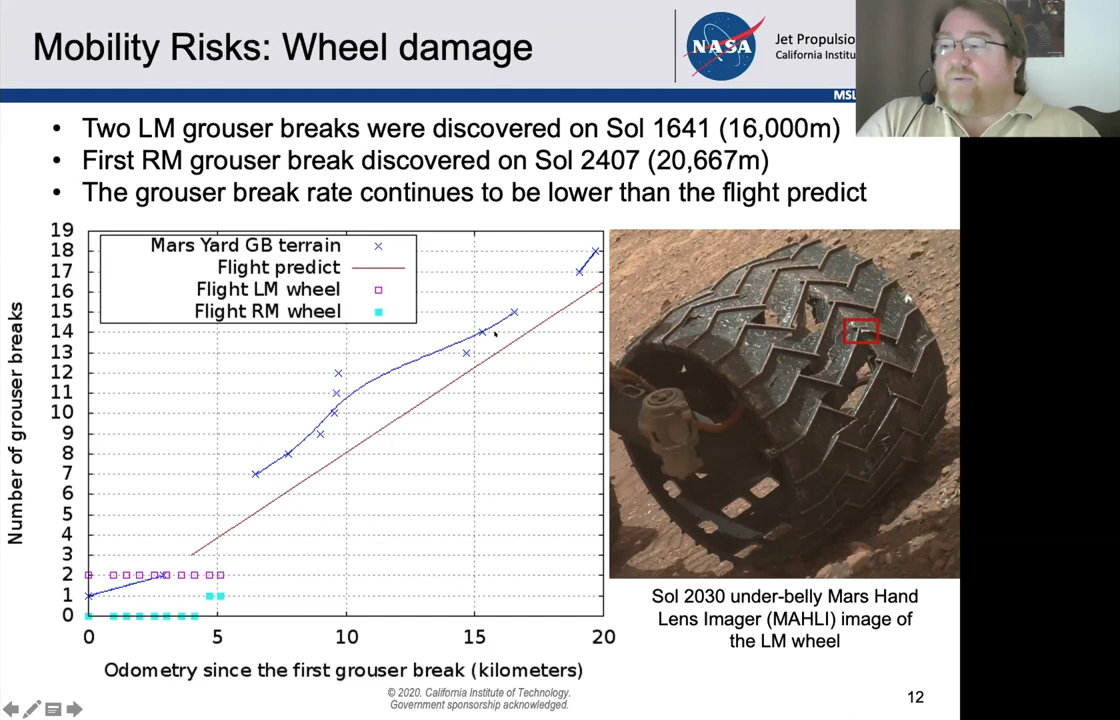 Mobility Risks: Wheel damage
NASA
Jet Propulsio
California Institu
MSL
• Two LM grouser breaks were discovered on Sol 1641 (16,000m)
• First RM grouser break discovered on Sol 2407 (20,667m)
• The grouser break rate continues to be lower than the flight predict
Number of grouser breaks
19
18
17
16
15
14
13
12
11
10
9
8
7
6
5
4
3
2
1
0
Mars Yard GB terrain
Flight predict
Flight LM wheel
Flight RM wheel
0 5 10 15 20
Odometry since the first grouser break (kilometers)
Sol 2030 under-belly Mars Hand
Lens Imager (MAHLI) image of
the LM wheel
© 2020. California Institute of Technology.
Government sponsorship acknowledged.
12